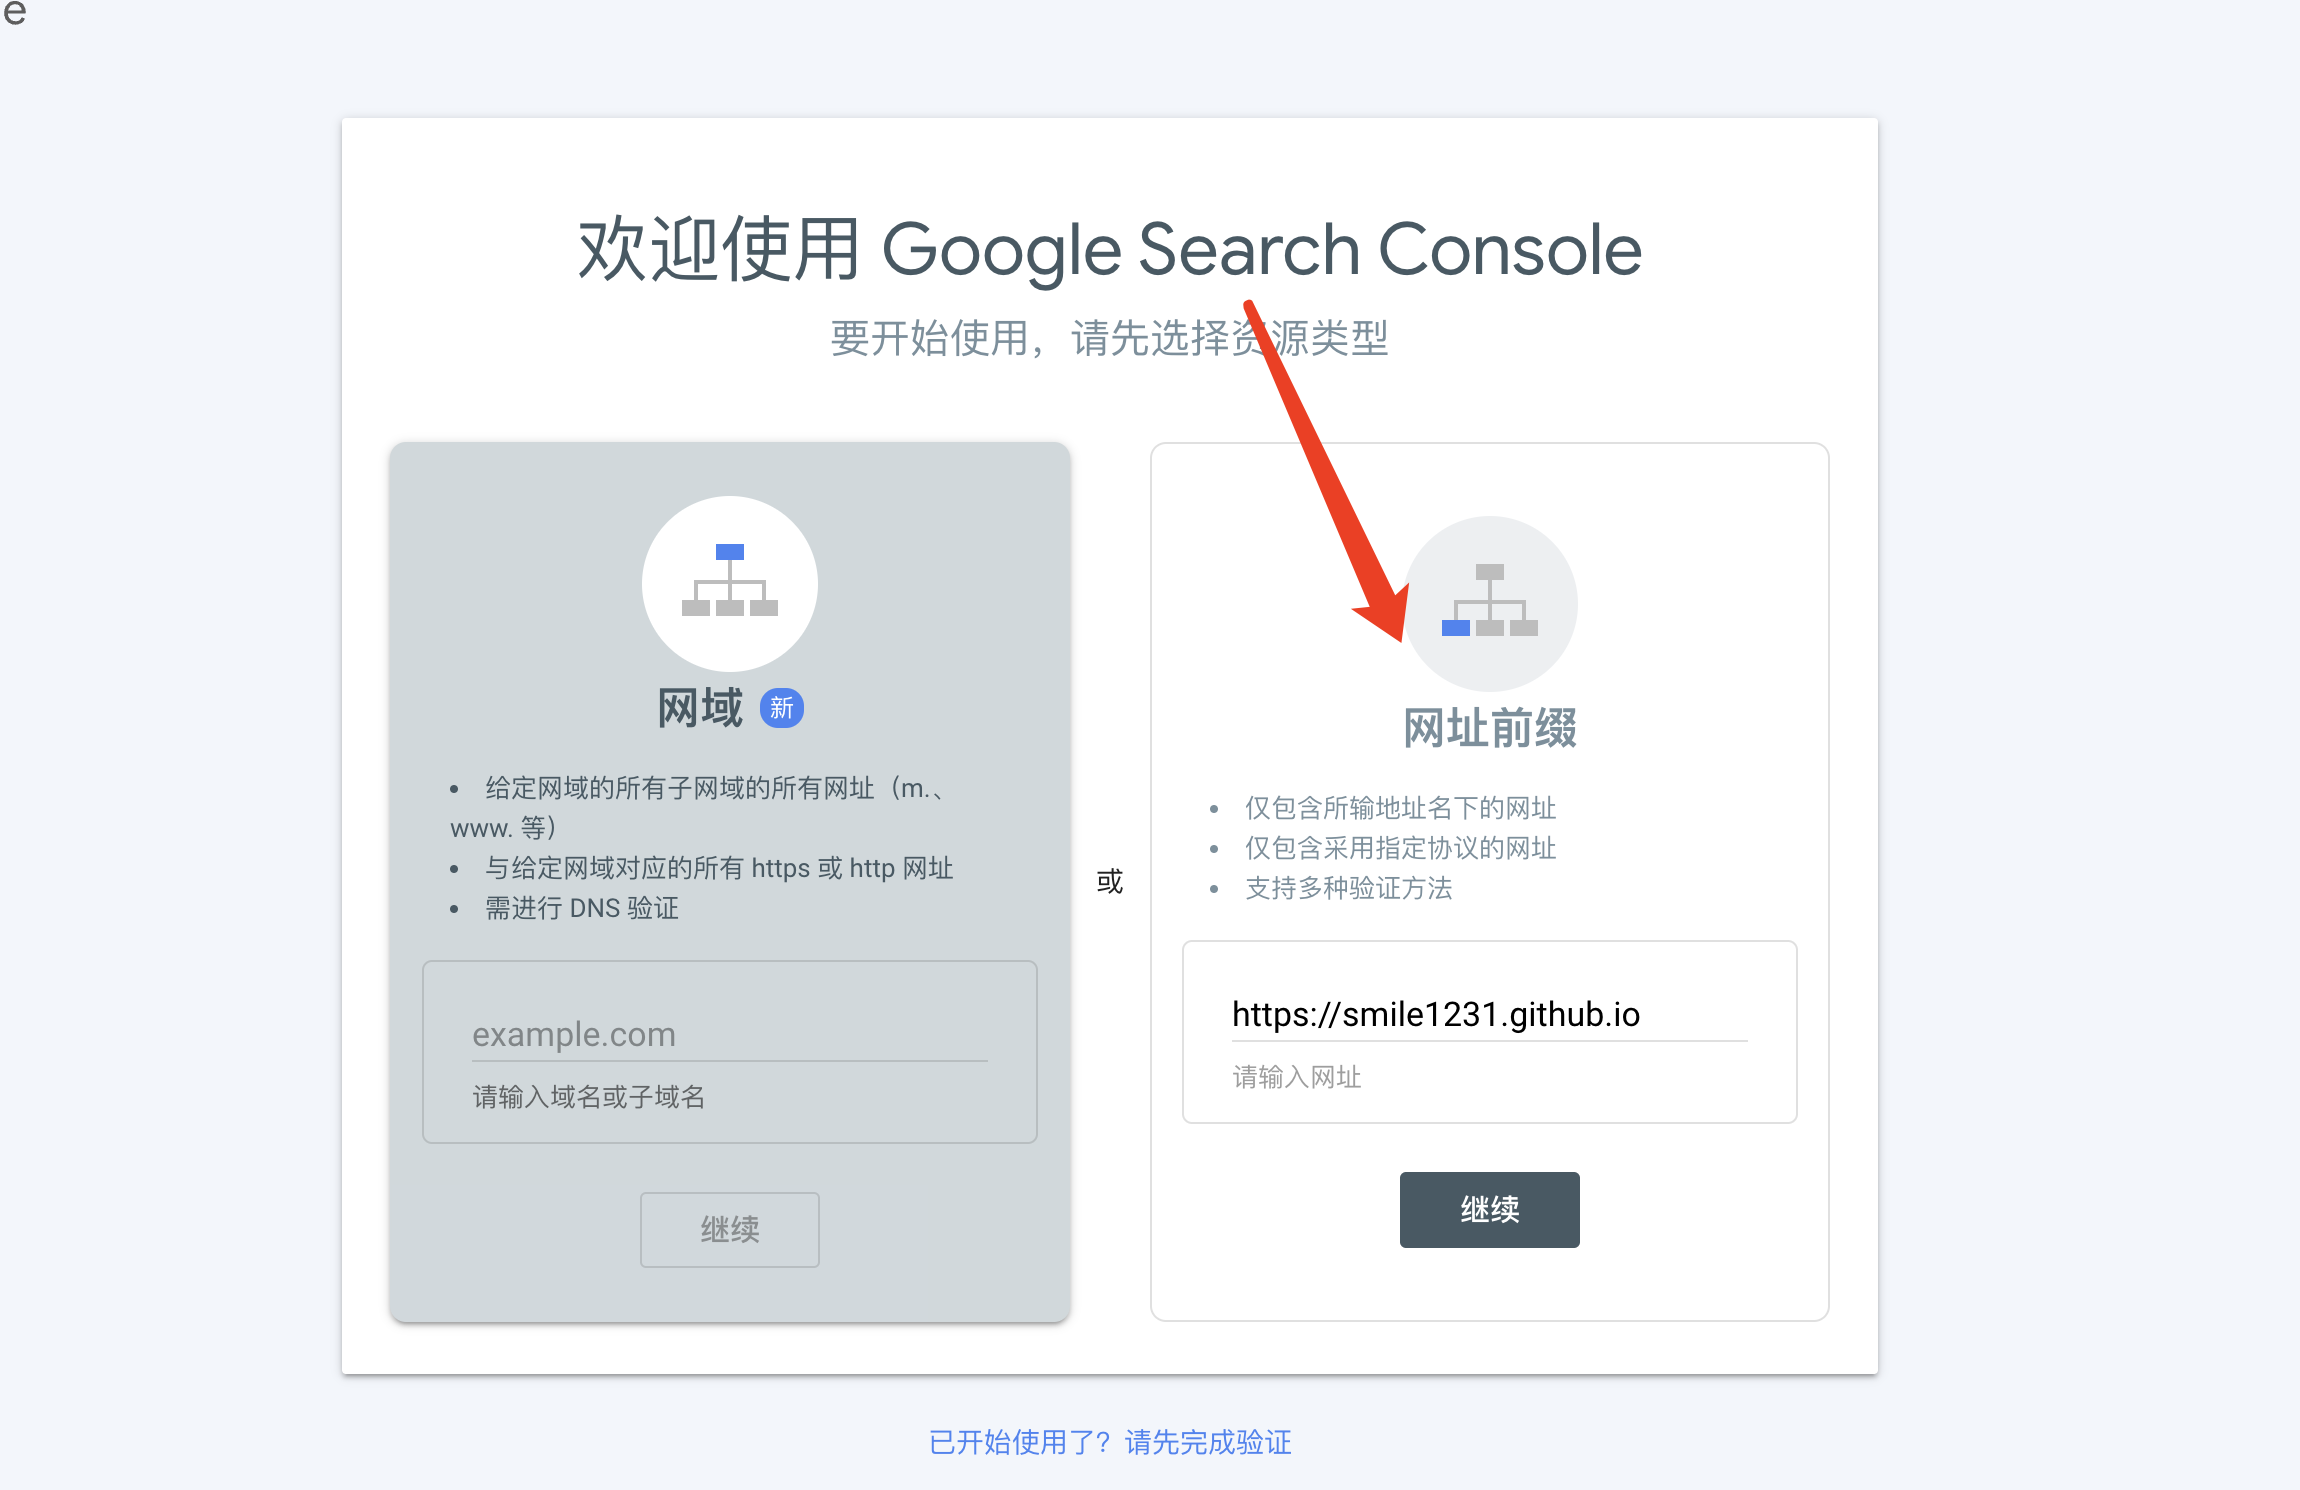 e
欢迎使用 Google Search Console
要开始使用，请先选择资源类型
网域 新
• 给定网域的所有子网域的所有网址（m.、
www. 等）
• 与给定网域对应的所有 https 或 http 网址
• 需进行 DNS 验证
example.com
请输入域名或子域名
继续
或
网址前缀
• 仅包含所输地址名下的网址
• 仅包含采用指定协议的网址
• 支持多种验证方法
https://smile1231.github.io
请输入网址
继续
已开始使用了？请先完成验证